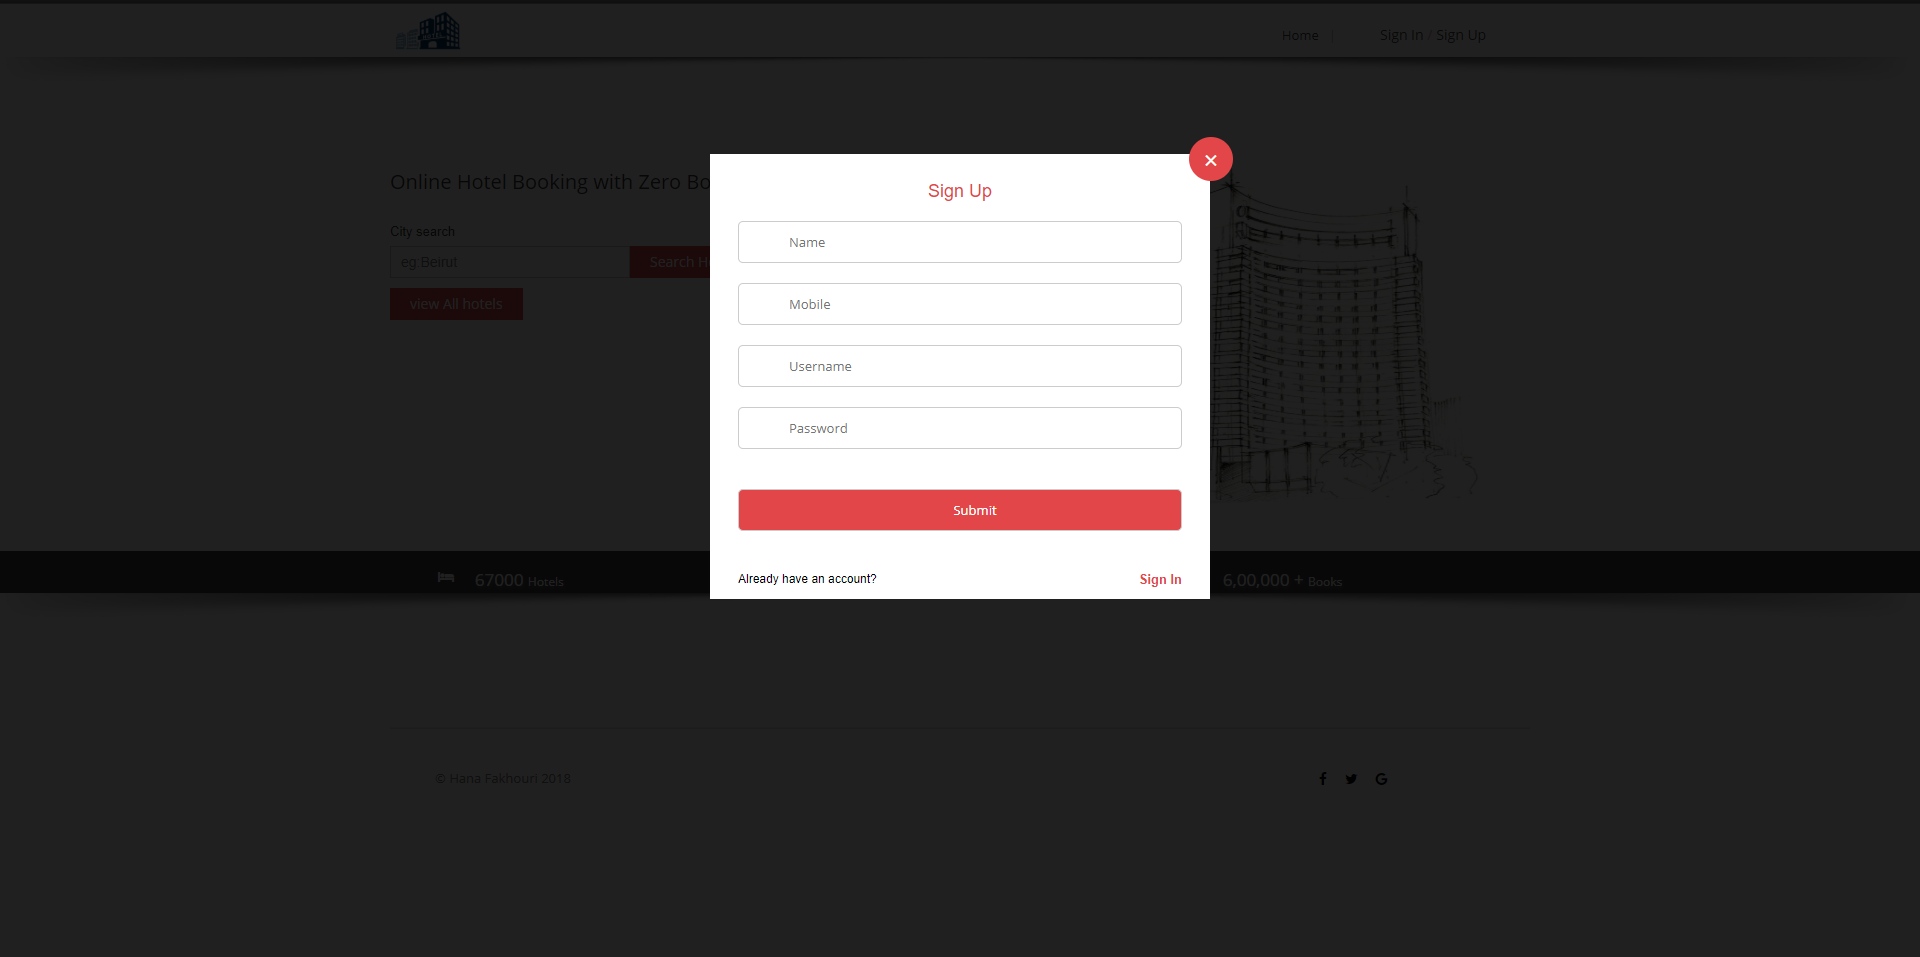 Home | Sign In / Sign Up
Online Hotel Booking with Zero Bo
City search
eg:Beirut
Search H
view All hotels
Sign Up
Name
Mobile
Username
Password
Submit
Already have an account? Sign In
67000 Hotels
6,00,000 + Books
© Hana Fakhouri 2018